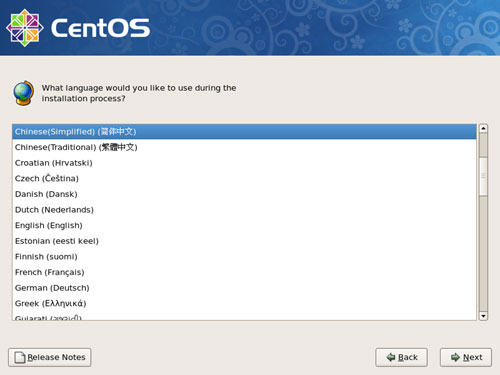 CentOS
What language would you like to use during the
installation process?
Chinese(Simplified) (简体中文)
Chinese(Traditional) (繁體中文)
Croatian (Hrvatski)
Czech (Čeština)
Danish (Dansk)
Dutch (Nederlands)
English (English)
Estonian (eesti keel)
Finnish (suomi)
French (Français)
German (Deutsch)
Greek (Ελληνικά)
Gujarati
Release Notes
Back
Next